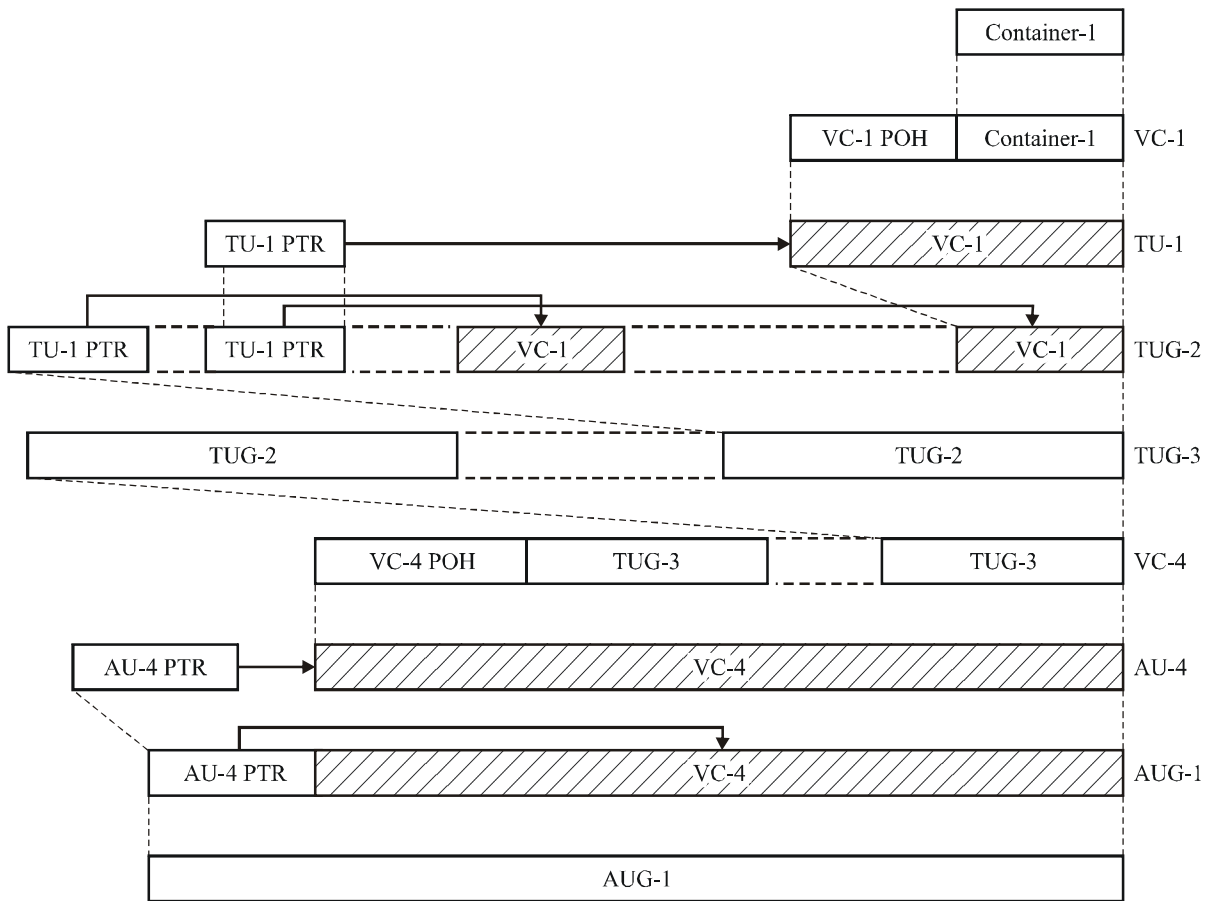 Container-1
VC-1 POH Container-1 VC-1
TU-1 PTR VC-1 TU-1
TU-1 PTR TU-1 PTR VC-1 VC-1 TUG-2
TUG-2 TUG-2 TUG-3
VC-4 POH TUG-3 TUG-3 VC-4
AU-4 PTR VC-4 AU-4
AU-4 PTR VC-4 AUG-1
AUG-1